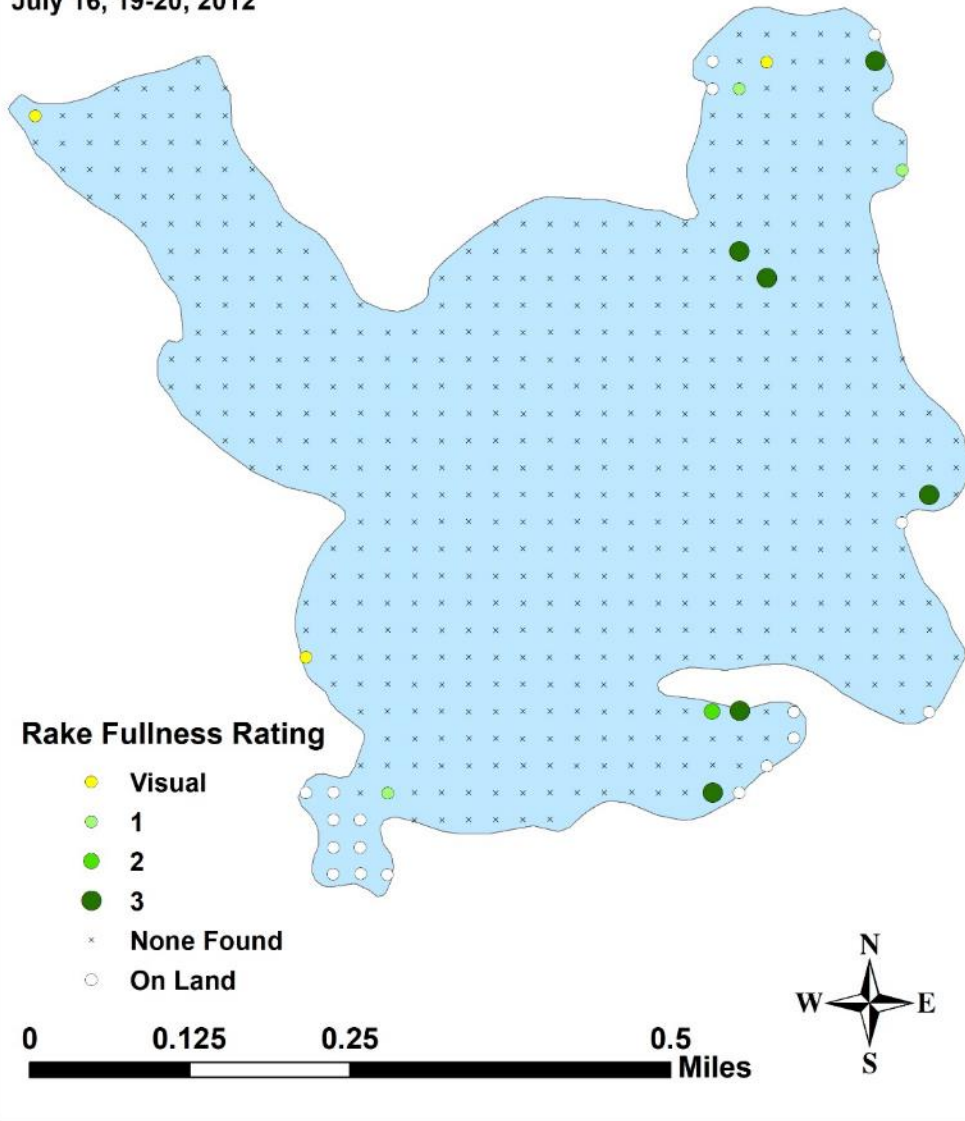 July 16, 19-20, 2012
Rake Fullness Rating
Visual
1
2
3
None Found
On Land
N
W E
S
0 0.125 0.25 0.5
Miles